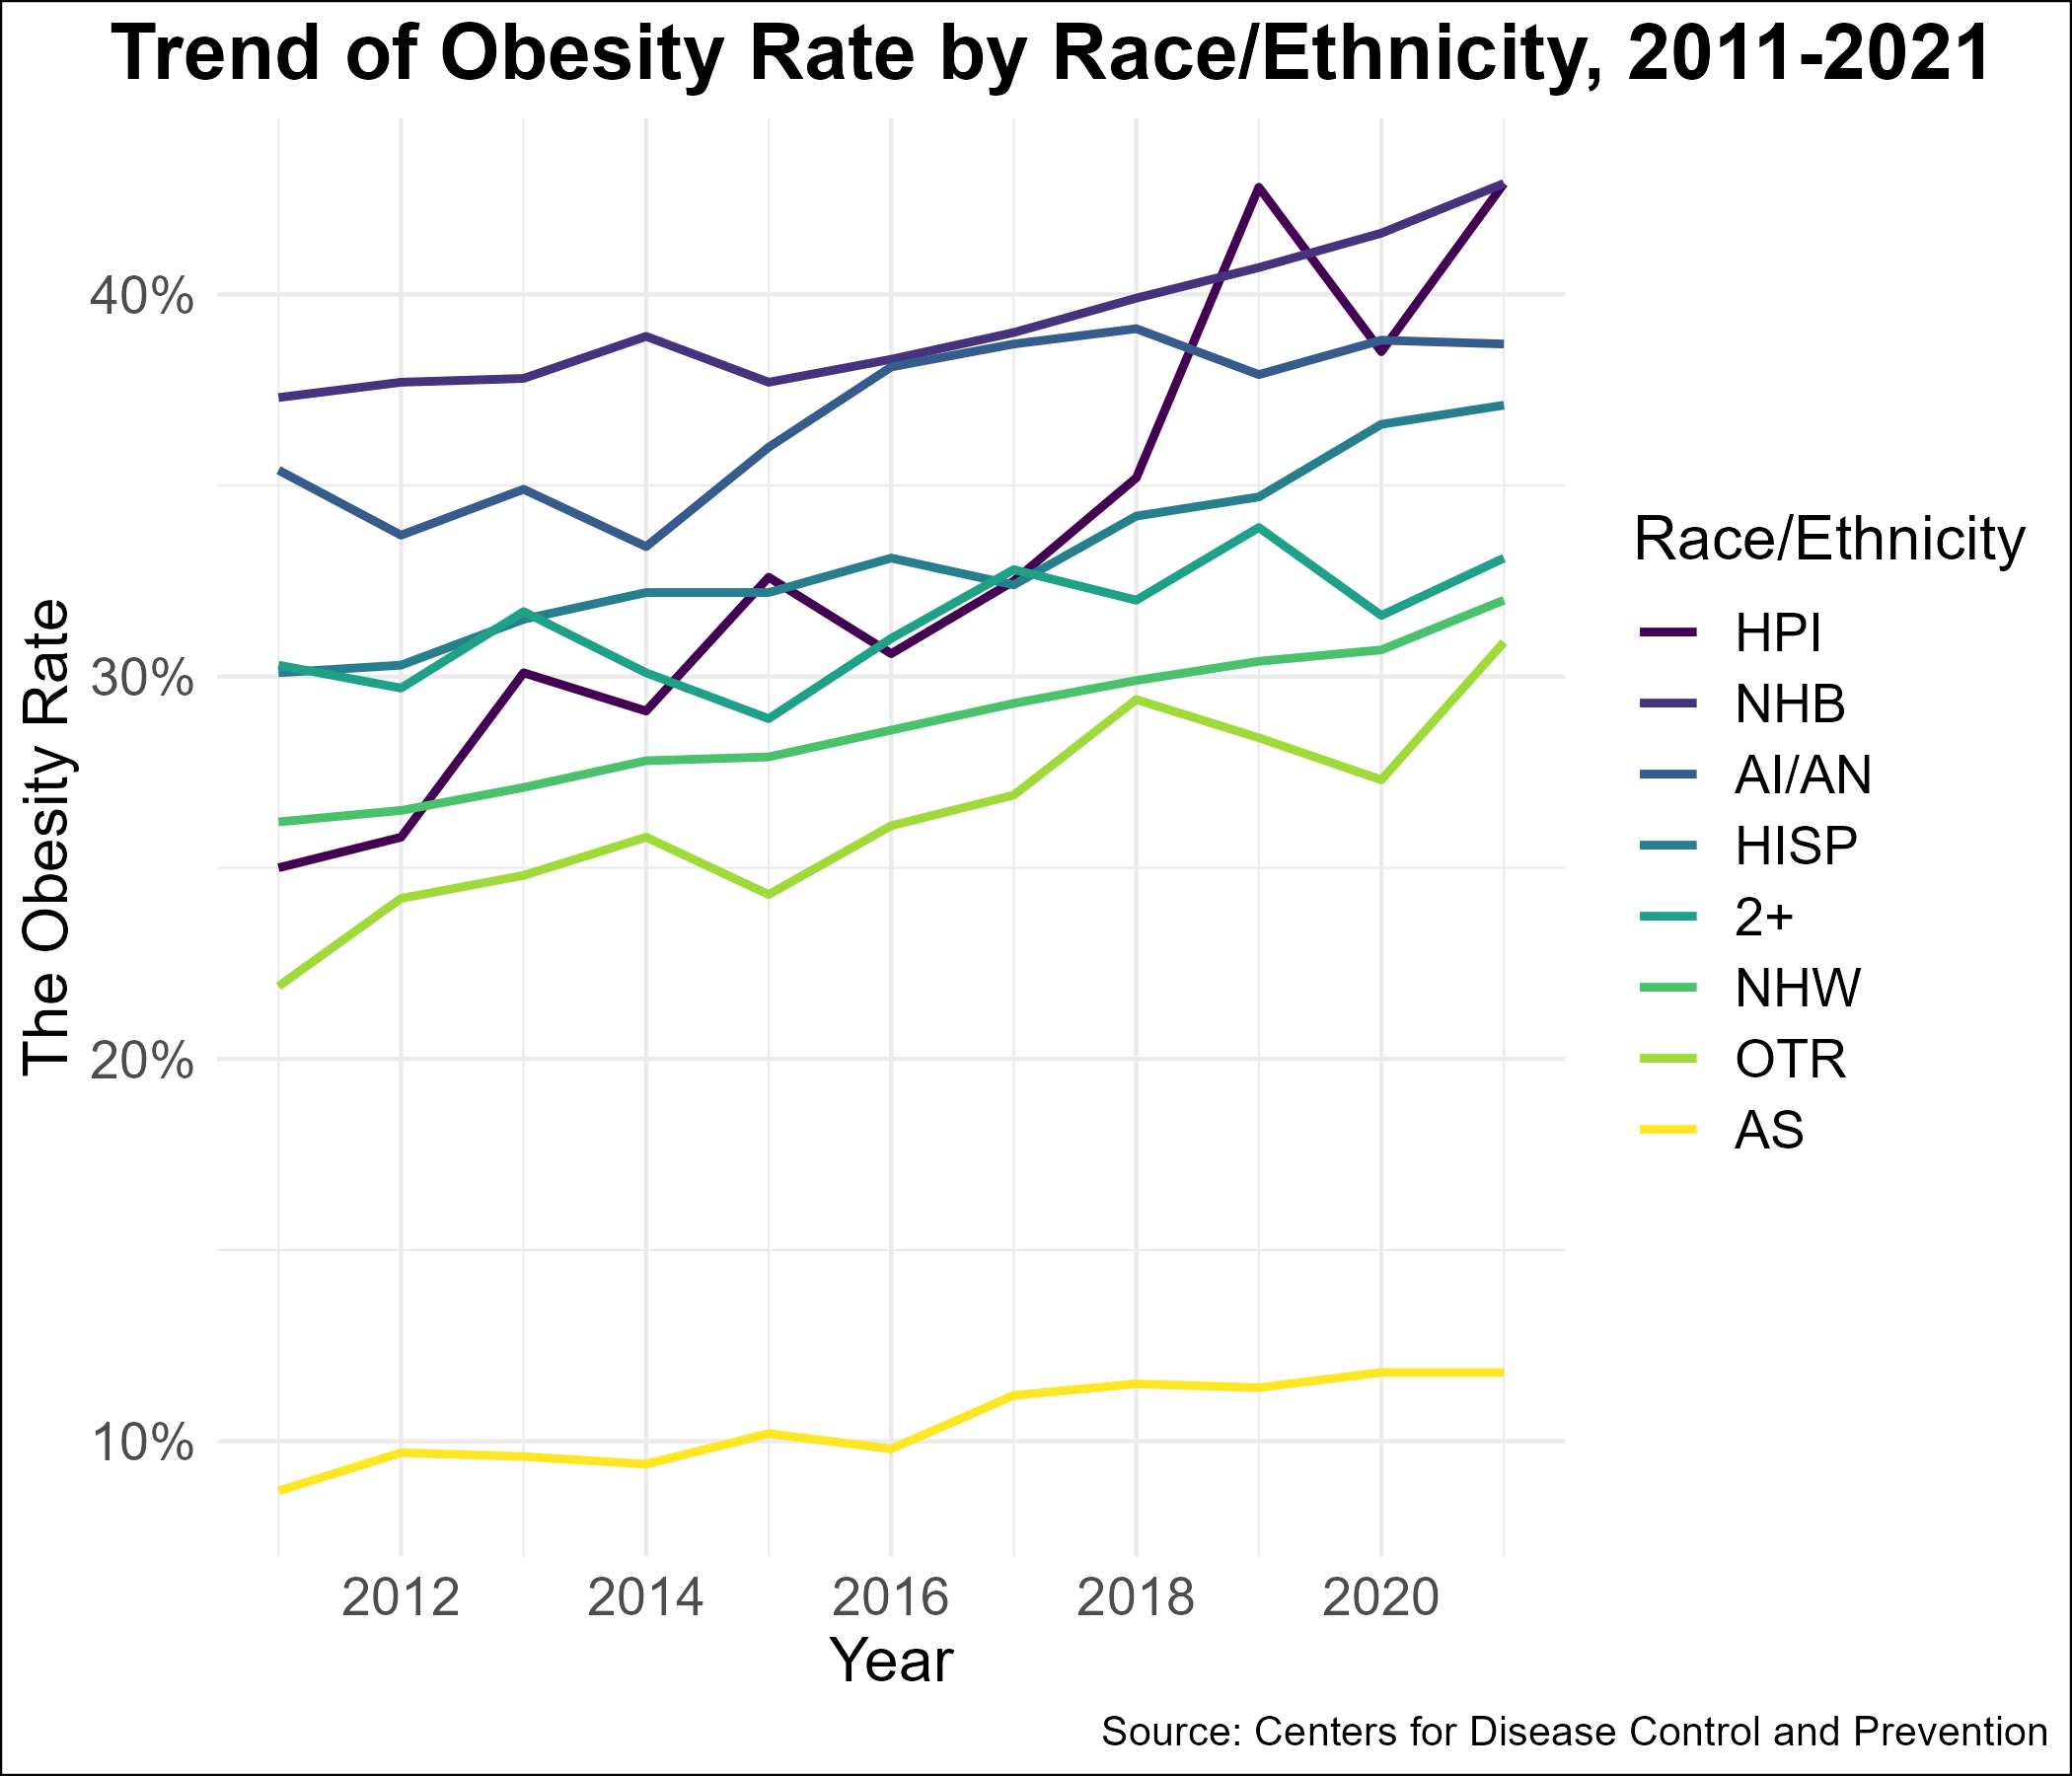 Trend of Obesity Rate by Race/Ethnicity, 2011-2021
The Obesity Rate
40%
30%
20%
10%
2012
2014
2016
2018
2020
Year
Race/Ethnicity
HPI
NHB
AI/AN
HISP
2+
NHW
OTR
AS
Source: Centers for Disease Control and Prevention